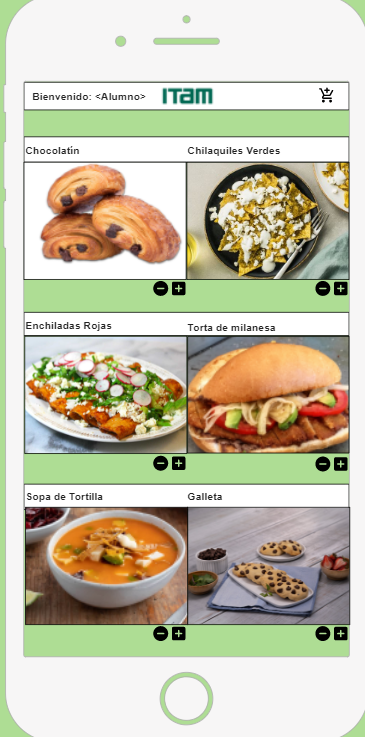 Bienvenido: <Alumno> ITAM
Chocolatín Chilaquiles Verdes
Enchiladas Rojas Torta de milanesa
Sopa de Tortilla Galleta